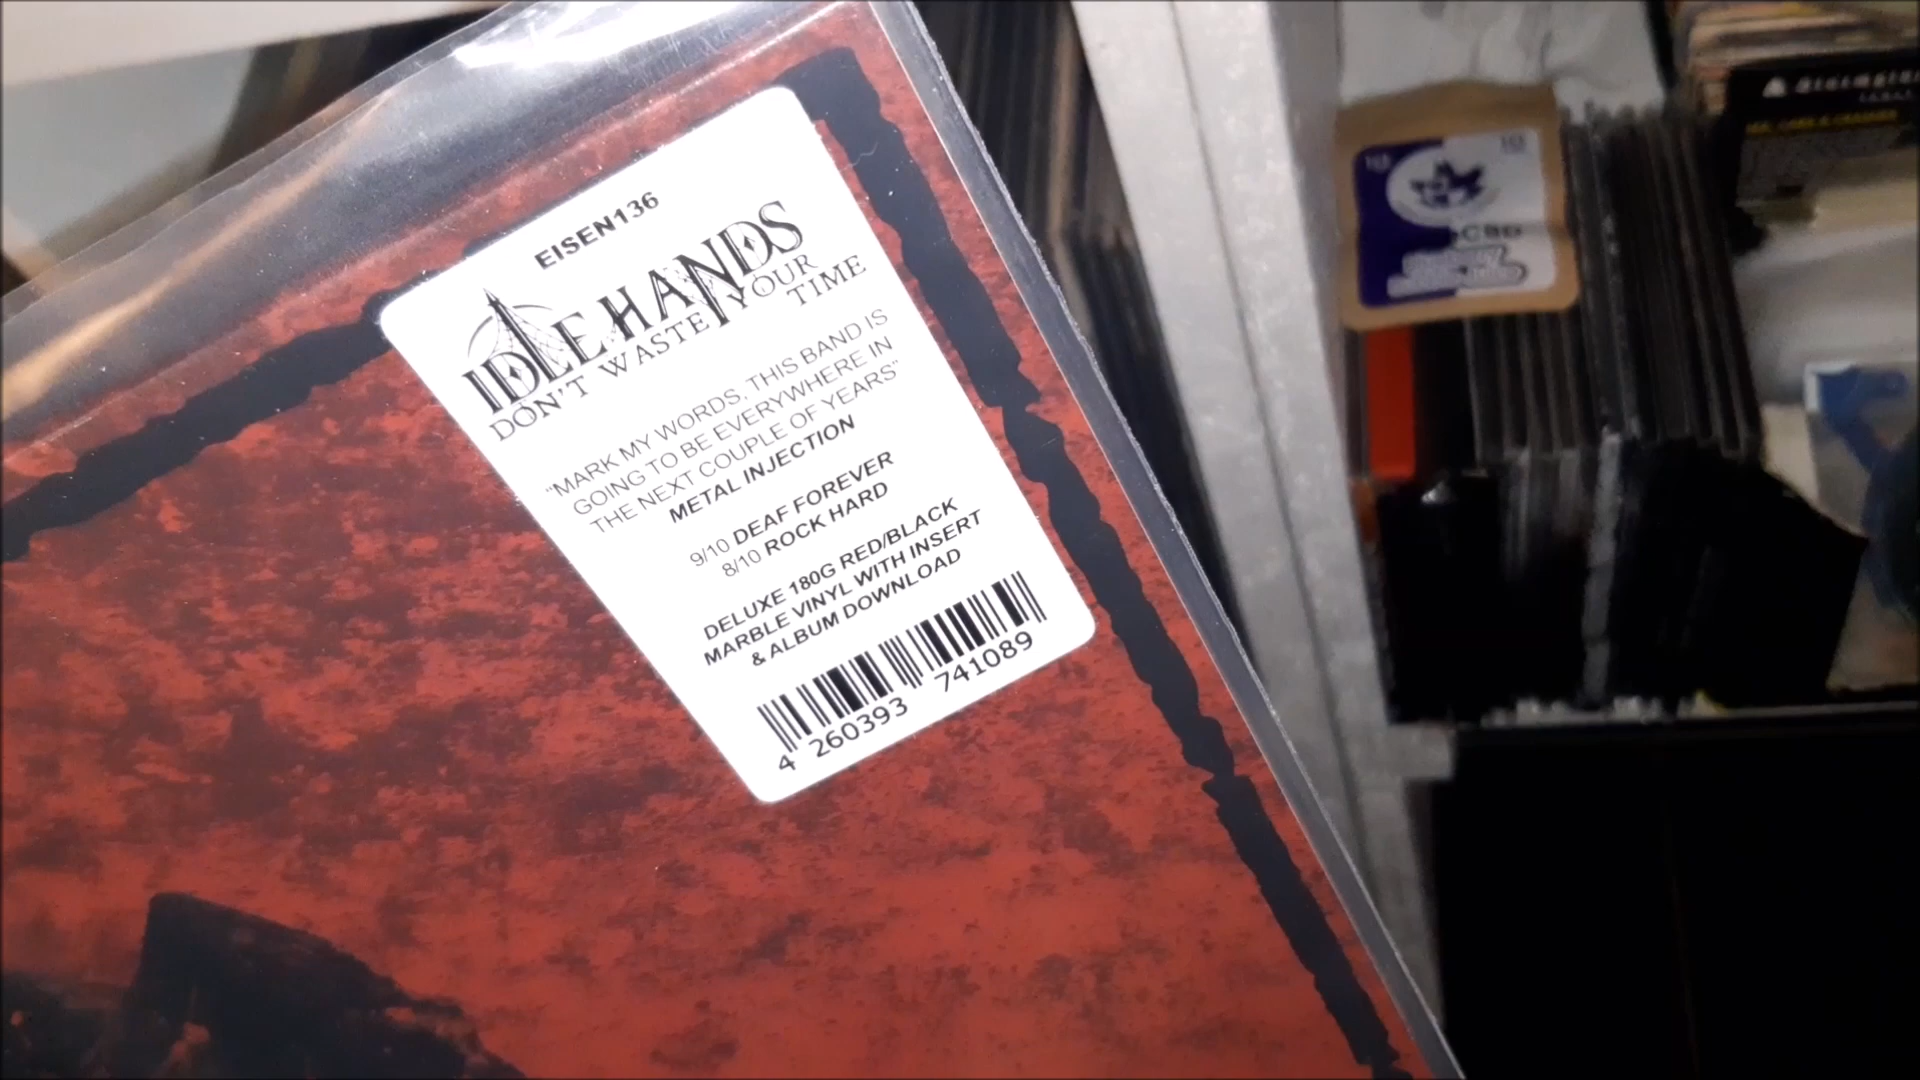 EISEN136
IDLE HANDS
DON'T WASTE YOUR
TIME
"MARK MY WORDS, THIS BAND IS
GOING TO BE EVERYWHERE IN
THE NEXT COUPLE OF YEARS"
METAL INJECTION
9/10 DEAF FOREVER
8/10 ROCK HARD
DELUXE 180G RED/BLACK
MARBLE VINYL WITH INSERT
& ALBUM DOWNLOAD
4 260393 741089
CBG